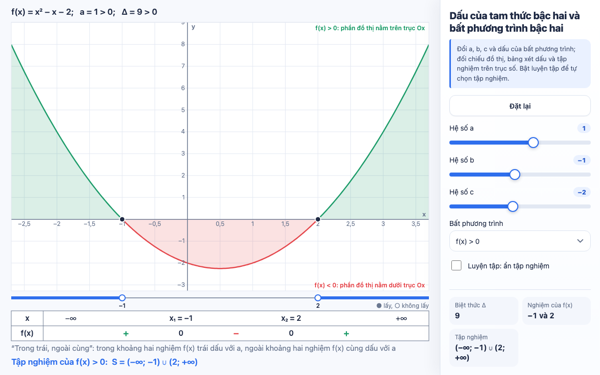 f(x) = x² − x − 2;   a = 1 > 0;   Δ = 9 > 0
y
f(x) > 0: phần đồ thị nằm trên trục Ox
9
8
7
6
5
4
3
2
1
x
−2,5 −2 −1,5 −1 −0,5 0,5 1 1,5 2 2,5 3 3,5
−1
−2
−3
f(x) < 0: phần đồ thị nằm dưới trục Ox
−1 2
lấy, không lấy
x −∞ x₁ = −1 x₂ = 2 +∞
f(x) + 0 − 0 +
"Trong trái, ngoài cùng": trong khoảng hai nghiệm f(x) trái dấu với a, ngoài khoảng hai nghiệm f(x) cùng dấu với a
Tập nghiệm của f(x) > 0: S = (−∞; −1) ∪ (2; +∞)
Dấu của tam thức bậc hai và
bất phương trình bậc hai
Đổi a, b, c và dấu của bất phương trình;
đối chiếu đồ thị, bảng xét dấu và tập
nghiệm trên trục số. Bật luyện tập để tự
chọn tập nghiệm.
Đặt lại
Hệ số a 1
Hệ số b −1
Hệ số c −2
Bất phương trình
f(x) > 0
Luyện tập: ẩn tập nghiệm
Biệt thức Δ
9
Nghiệm của f(x)
−1 và 2
Tập nghiệm
(−∞; −1) ∪ (2;
+∞)